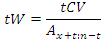 tW = tCV / A_{x+t:n-t}